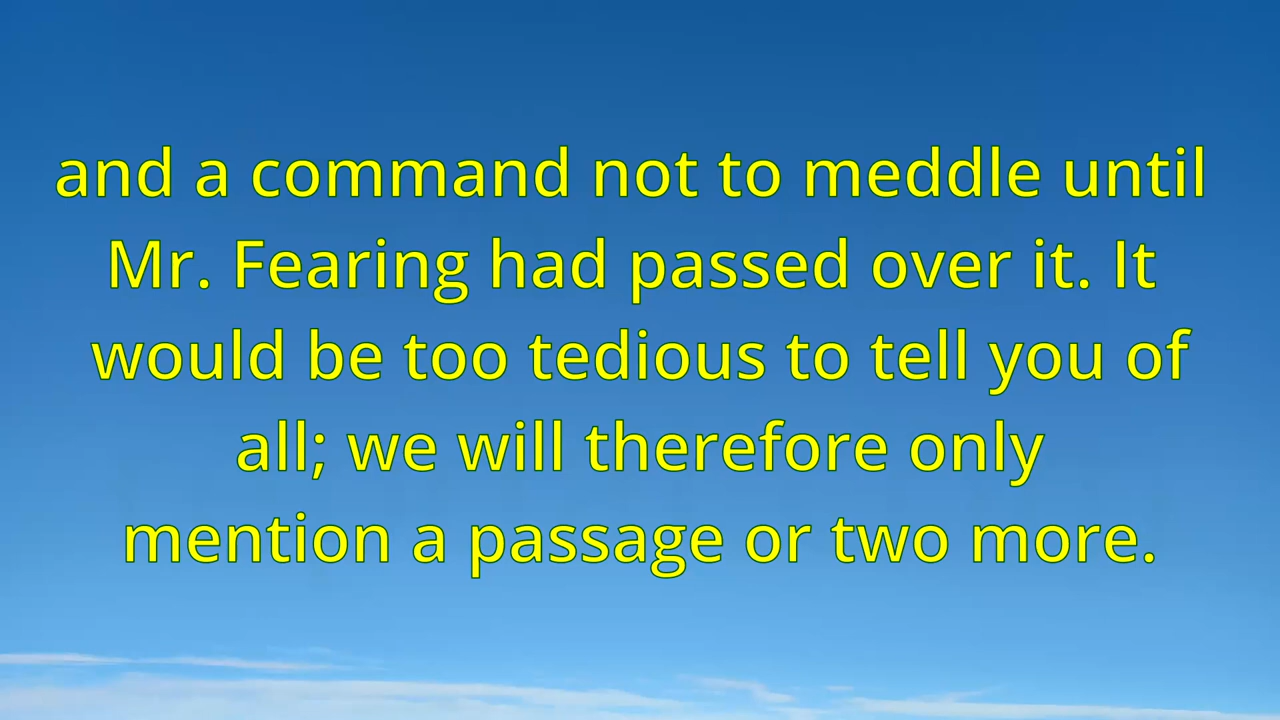 and a command not to meddle until
Mr. Fearing had passed over it. It
would be too tedious to tell you of
all; we will therefore only
mention a passage or two more.